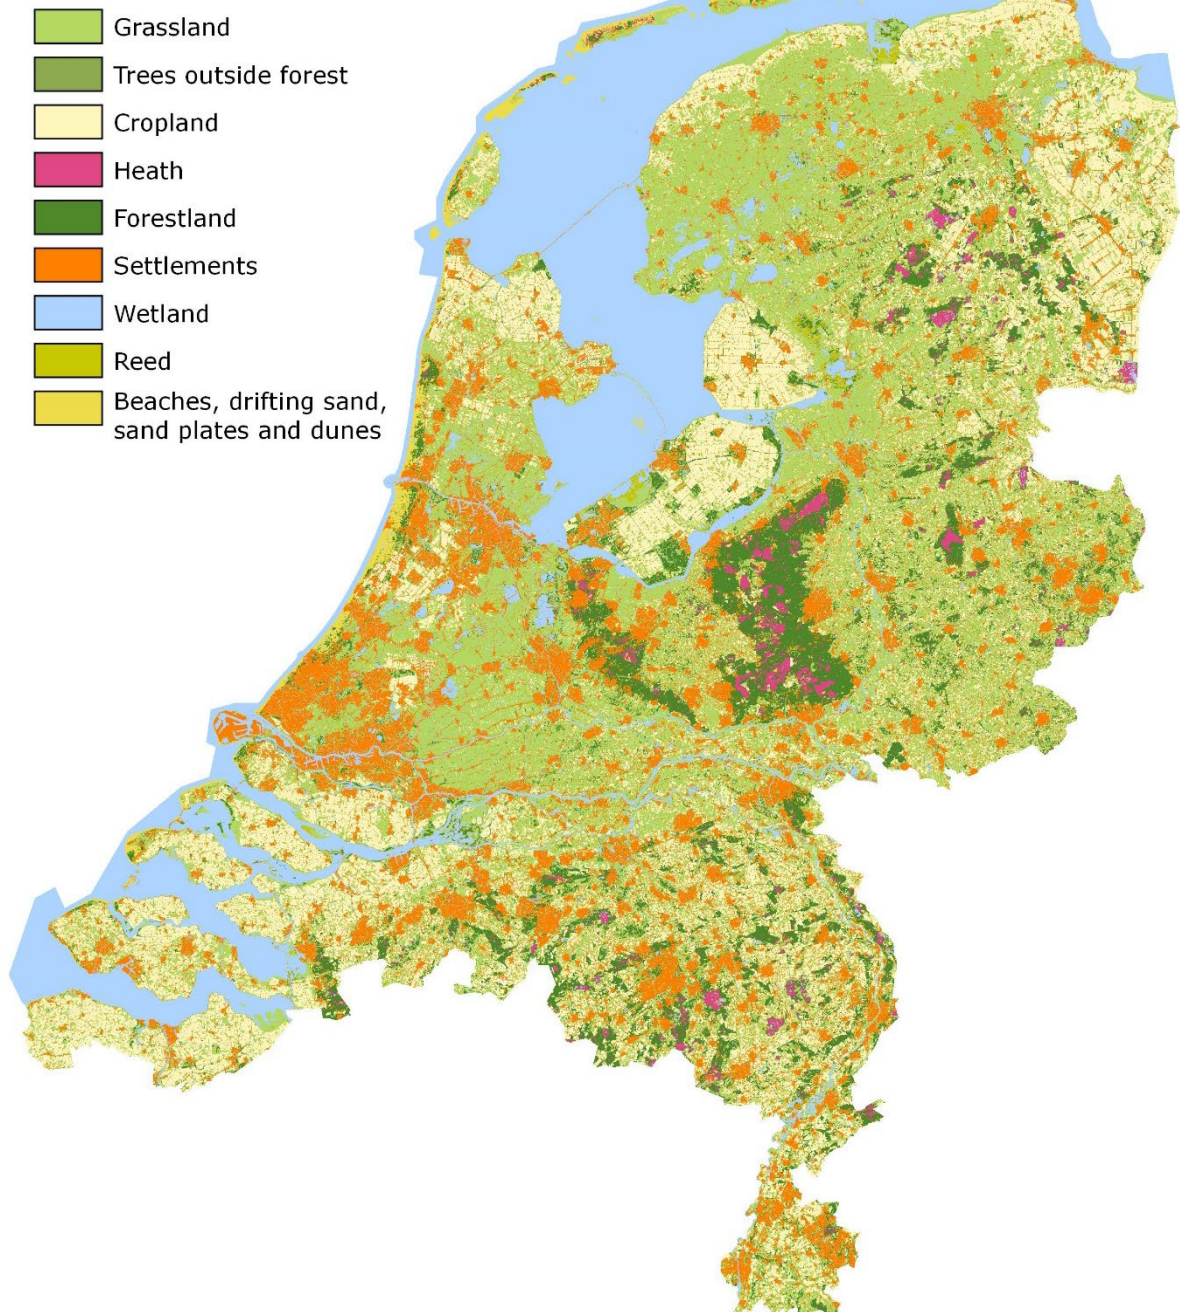 Grassland
Trees outside forest
Cropland
Heath
Forestland
Settlements
Wetland
Reed
Beaches, drifting sand,
sand plates and dunes